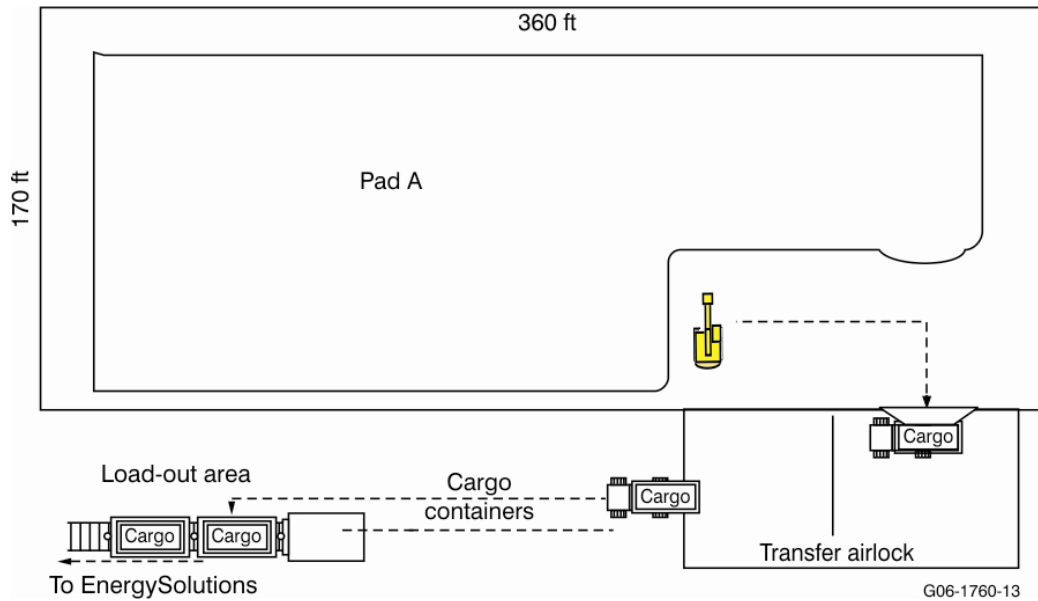 360 ft
170 ft
Pad A
Cargo
Load-out area
Cargo
containers
Cargo
Cargo
Cargo
Transfer airlock
To EnergySolutions
G06-1760-13